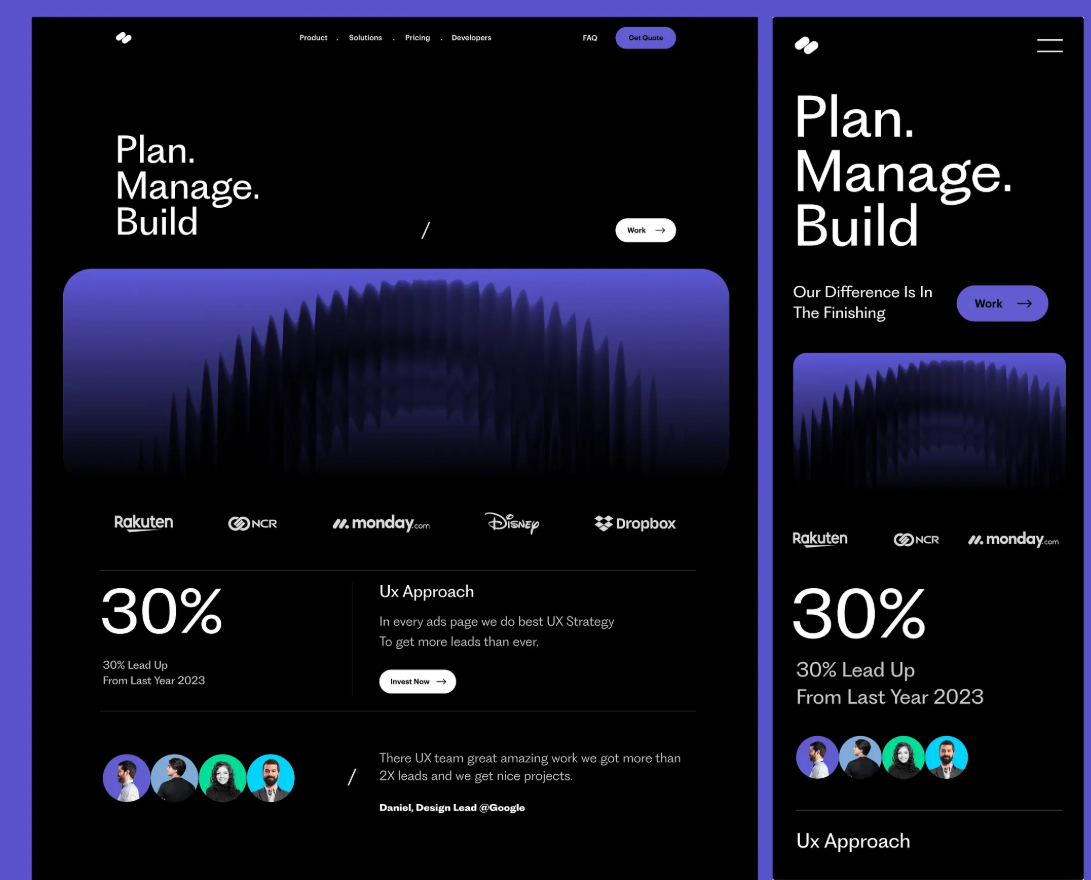 Product . Solutions . Pricing . Developers
FAQ
Get Quote
Plan.
Manage.
Build
/
Work →
Rakuten
NCR
monday.com
Disney
Dropbox
30%
30% Lead Up
From Last Year 2023
Ux Approach
In every ads page we do best UX Strategy
To get more leads than ever.
Invest Now →
/
There UX team great amazing work we got more than
2X leads and we get nice projects.
Daniel, Design Lead @Google
Plan.
Manage.
Build
Our Difference Is In
The Finishing
Work →
Rakuten
NCR
monday.com
30%
30% Lead Up
From Last Year 2023
Ux Approach